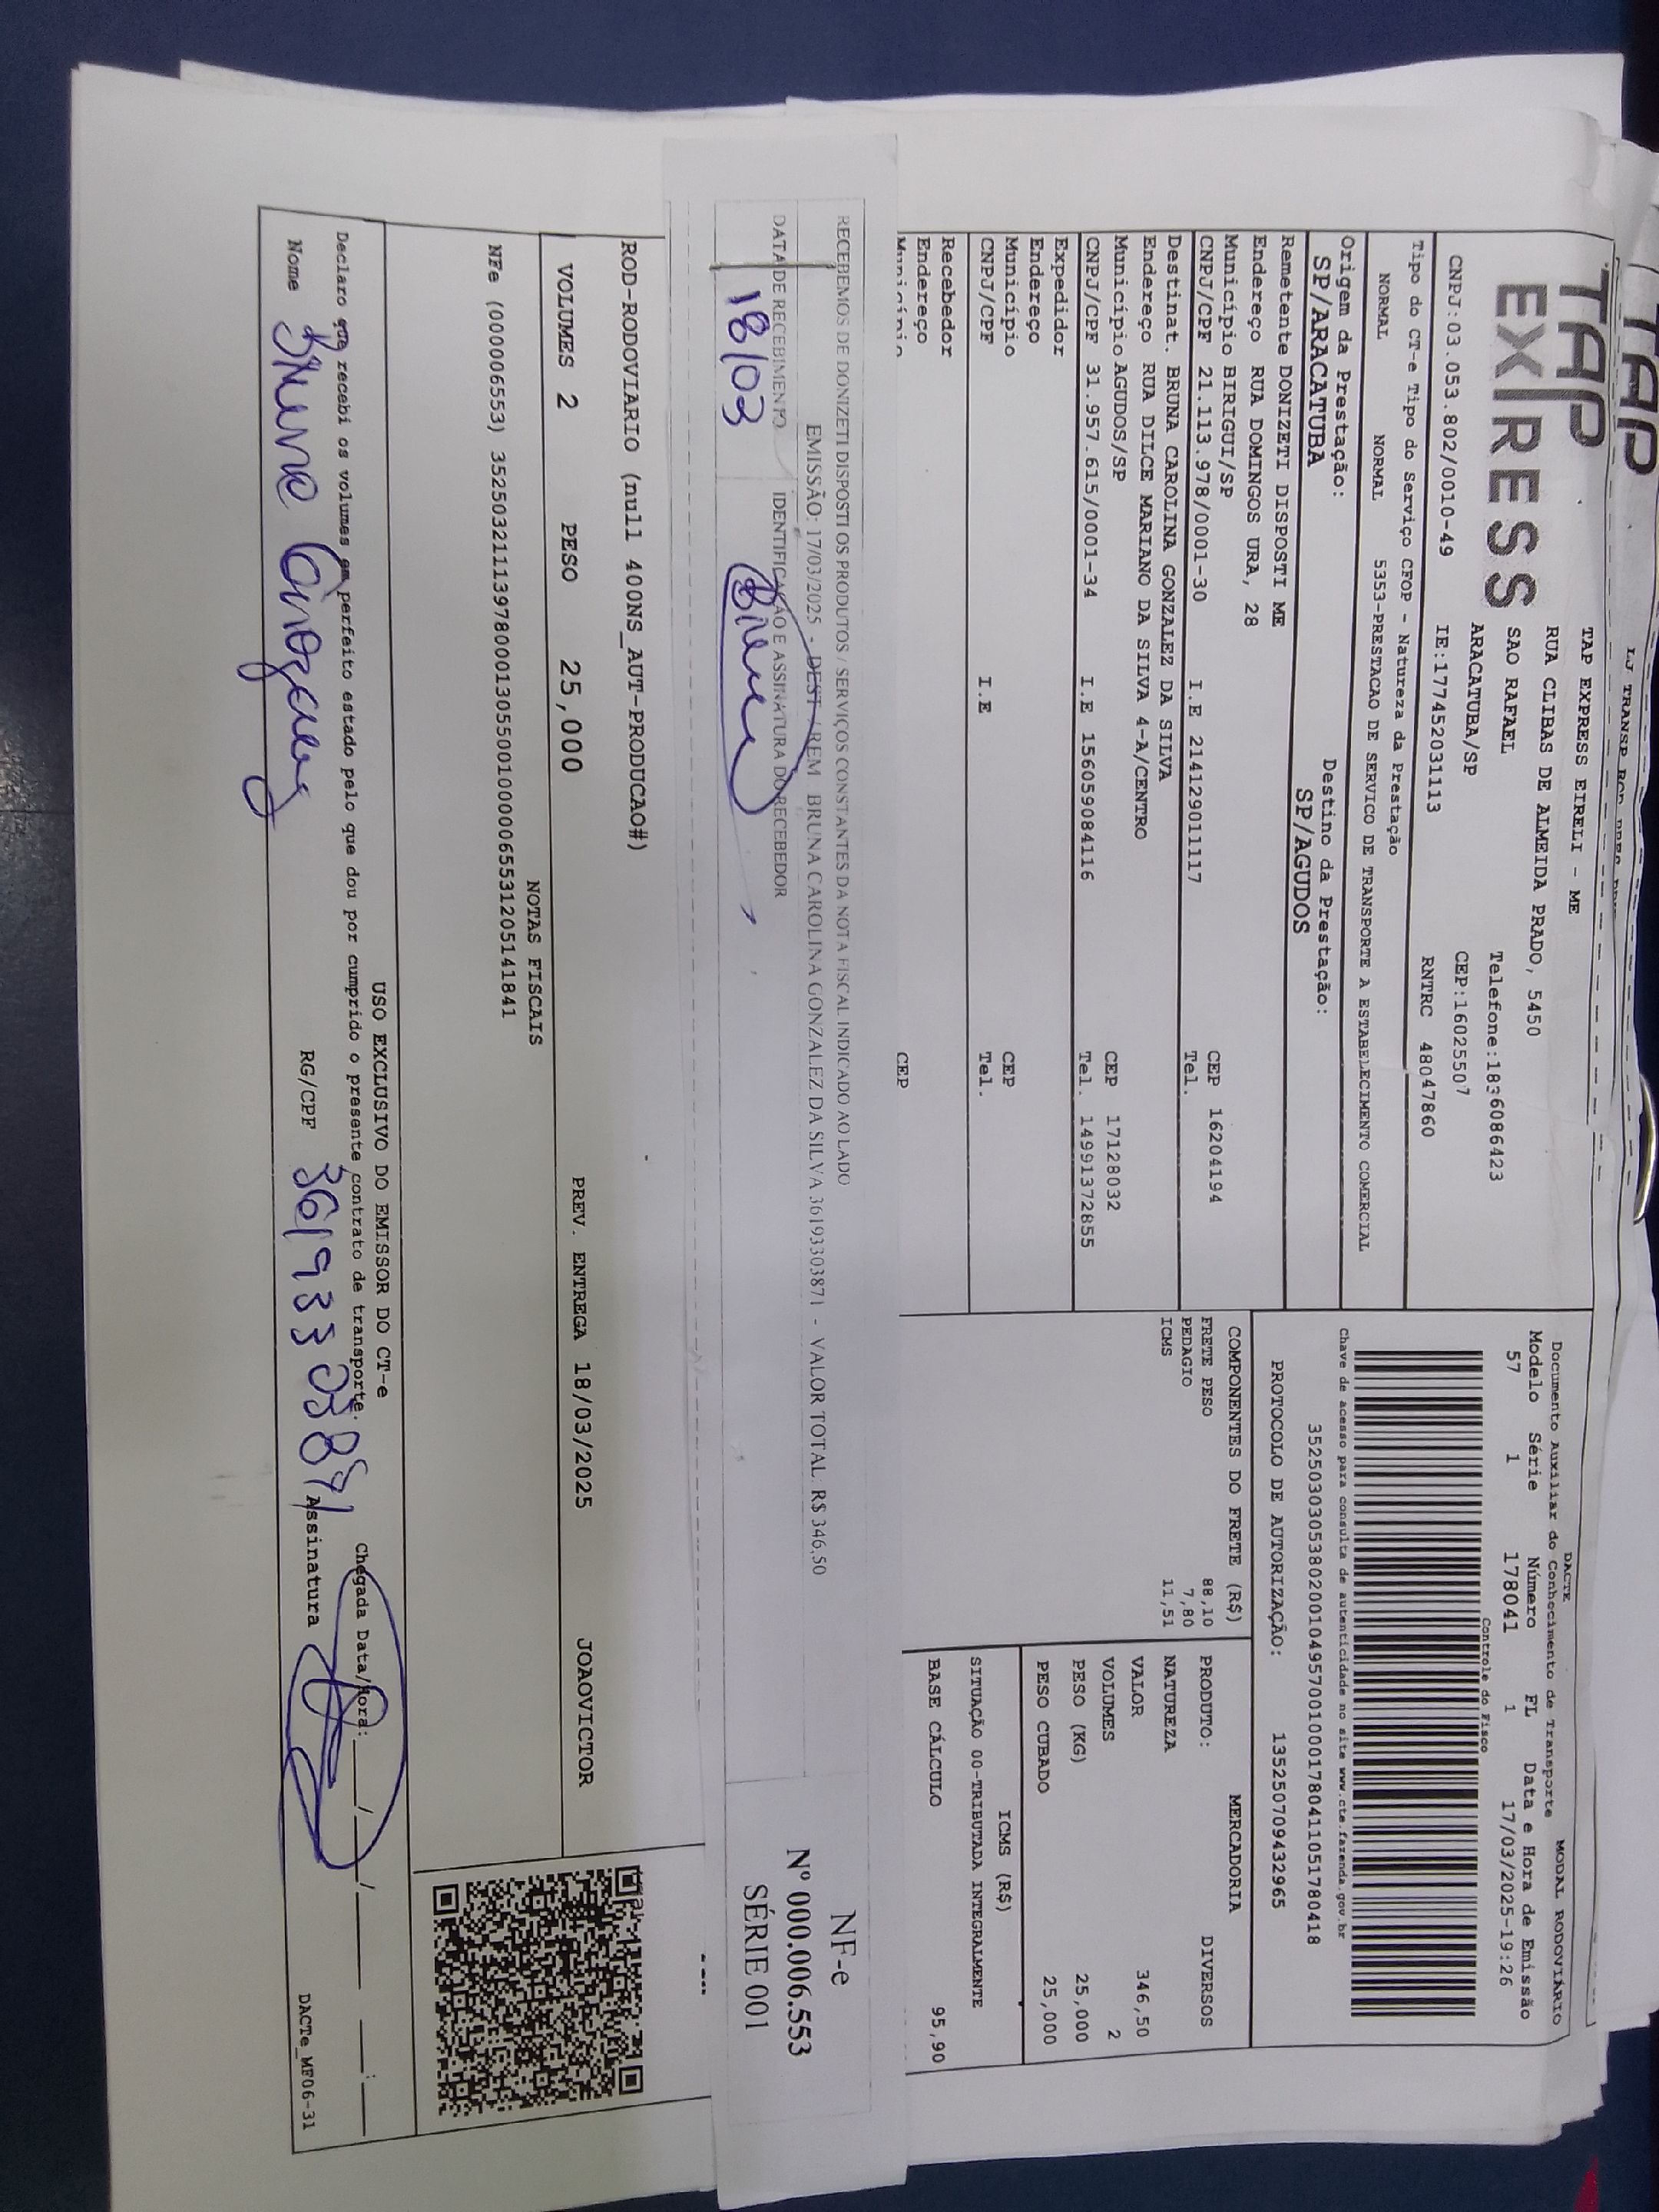 TAP
LJ TRANSP ROD
TAP
EXPRESS
TAP EXPRESS EIRELI - ME
RUA CLIBAS DE ALMEIDA PRADO, 5450
SAO RAFAEL
Telefone:1836086423
ARACATUBA/SP
CEP:16025507
CNPJ:03.053.802/0010-49
IE:177452031113
RNTRC 48047860
Tipo do CT-e Tipo do Serviço CFOP - Natureza da Prestação
NORMAL NORMAL 5353-PRESTACAO DE SERVICO DE TRANSPORTE A ESTABELECIMENTO COMERCIAL
Origem da Prestação:
SP/ARACATUBA
Destino da Prestação:
SP/AGUDOS
DACTE
MODAL RODOVIÁRIO
Documento Auxiliar do Conhecimento de Transporte
Modelo Série Número FL Data e Hora de Emissão
57 1 178041 1 17/03/2025-19:26
Controle do Fisco
Chave de acesso para consulta de autenticidade no site www.cte.fazenda.gov.br
35250303053802001049570010001780411051780418
PROTOCOLO DE AUTORIZAÇÃO: 135250709432965
Remetente DONIZETI DISPOSTI ME
Endereço RUA DOMINGOS URA, 28
Município BIRIGUI/SP CEP 16204194
CNPJ/CPF 21.113.978/0001-30 I.E 214129011117 Tel.
Destinat. BRUNA CAROLINA GONZALEZ DA SILVA
Endereço RUA DILCE MARIANO DA SILVA 4-A/CENTRO
Município AGUDOS/SP CEP 17128032
CNPJ/CPF 31.957.615/0001-34 I.E 156059084116 Tel. 14991372855
Expedidor
Endereço
Município CEP
CNPJ/CPF I.E Tel.
Recebedor
Endereço
Município CEP
COMPONENTES DO FRETE (R$)
FRETE PESO 88,10
PEDAGIO 7,80
ICMS 11,51
MERCADORIA
PRODUTO: DIVERSOS
NATUREZA
VALOR 346,50
VOLUMES 2
PESO (KG) 25,000
PESO CUBADO 25,000
ICMS (R$)
SITUAÇÃO 00-TRIBUTADA INTEGRALMENTE
BASE CÁLCULO 95,90
RECEBEMOS DE DONIZETI DISPOSTI OS PRODUTOS / SERVIÇOS CONSTANTES DA NOTA FISCAL INDICADO AO LADO
EMISSÃO: 17/03/2025 - DEST / REM BRUNA CAROLINA GONZALEZ DA SILVA 36193303871 - VALOR TOTAL: R$ 346,50
DATA DE RECEBIMENTO IDENTIFICAÇÃO E ASSINATURA DO RECEBEDOR
18/03
NF-e
Nº 000.006.553
SÉRIE 001
ROD-RODOVIARIO (null 400NS_AUT-PRODUCAO#)
VOLUMES 2 PESO 25,000 PREV. ENTREGA 18/03/2025 JOAOVICTOR
NOTAS FISCAIS
NFe (000006553) 35250321113978000130550010000065531205141841
USO EXCLUSIVO DO EMISSOR DO CT-e
Declaro que recebi os volumes em perfeito estado pelo que dou por cumprido o presente contrato de transporte. Chegada Data/Hora: __/__/____ __:__
Nome Bruna RG/CPF 36193303871 Assinatura
DACTe_MF06-31